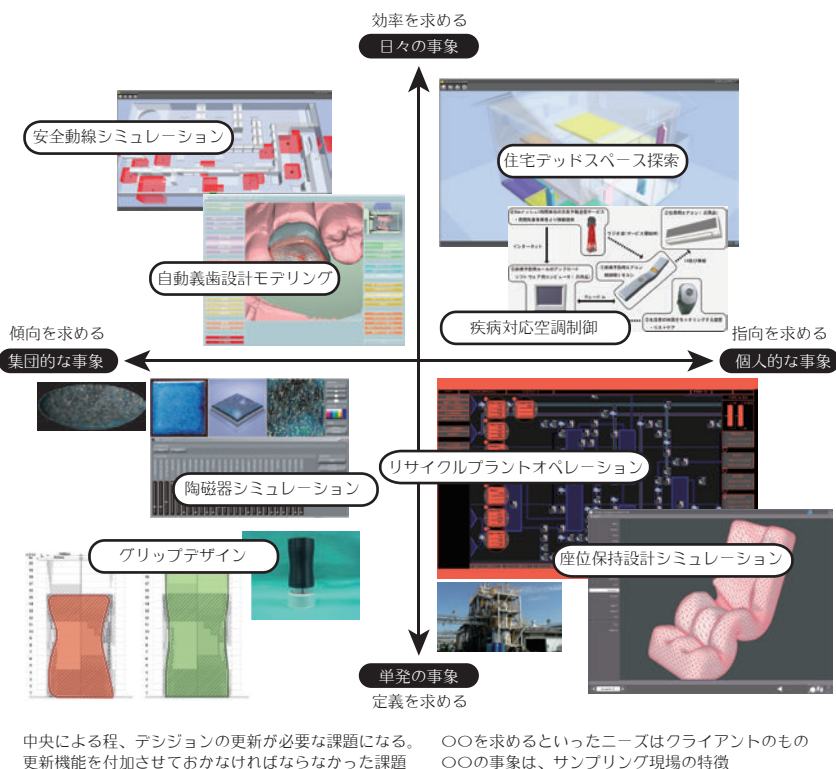 効率を求める
日々の事象
安全動線シミュレーション
住宅デッドスペース探索
自動義歯設計モデリング
インターネット
疾病対応空調制御
傾向を求める
指向を求める
集団的な事象
個人的な事象
リサイクルプラントオペレーション
陶磁器シミュレーション
グリップデザイン
座位保持設計シミュレーション
単発の事象
定義を求める
中央による程、デシジョンの更新が必要な課題になる。
更新機能を付加させておかなければならなかった課題
〇〇を求めるといったニーズはクライアントのもの
〇〇の事象は、サンプリング現場の特徴